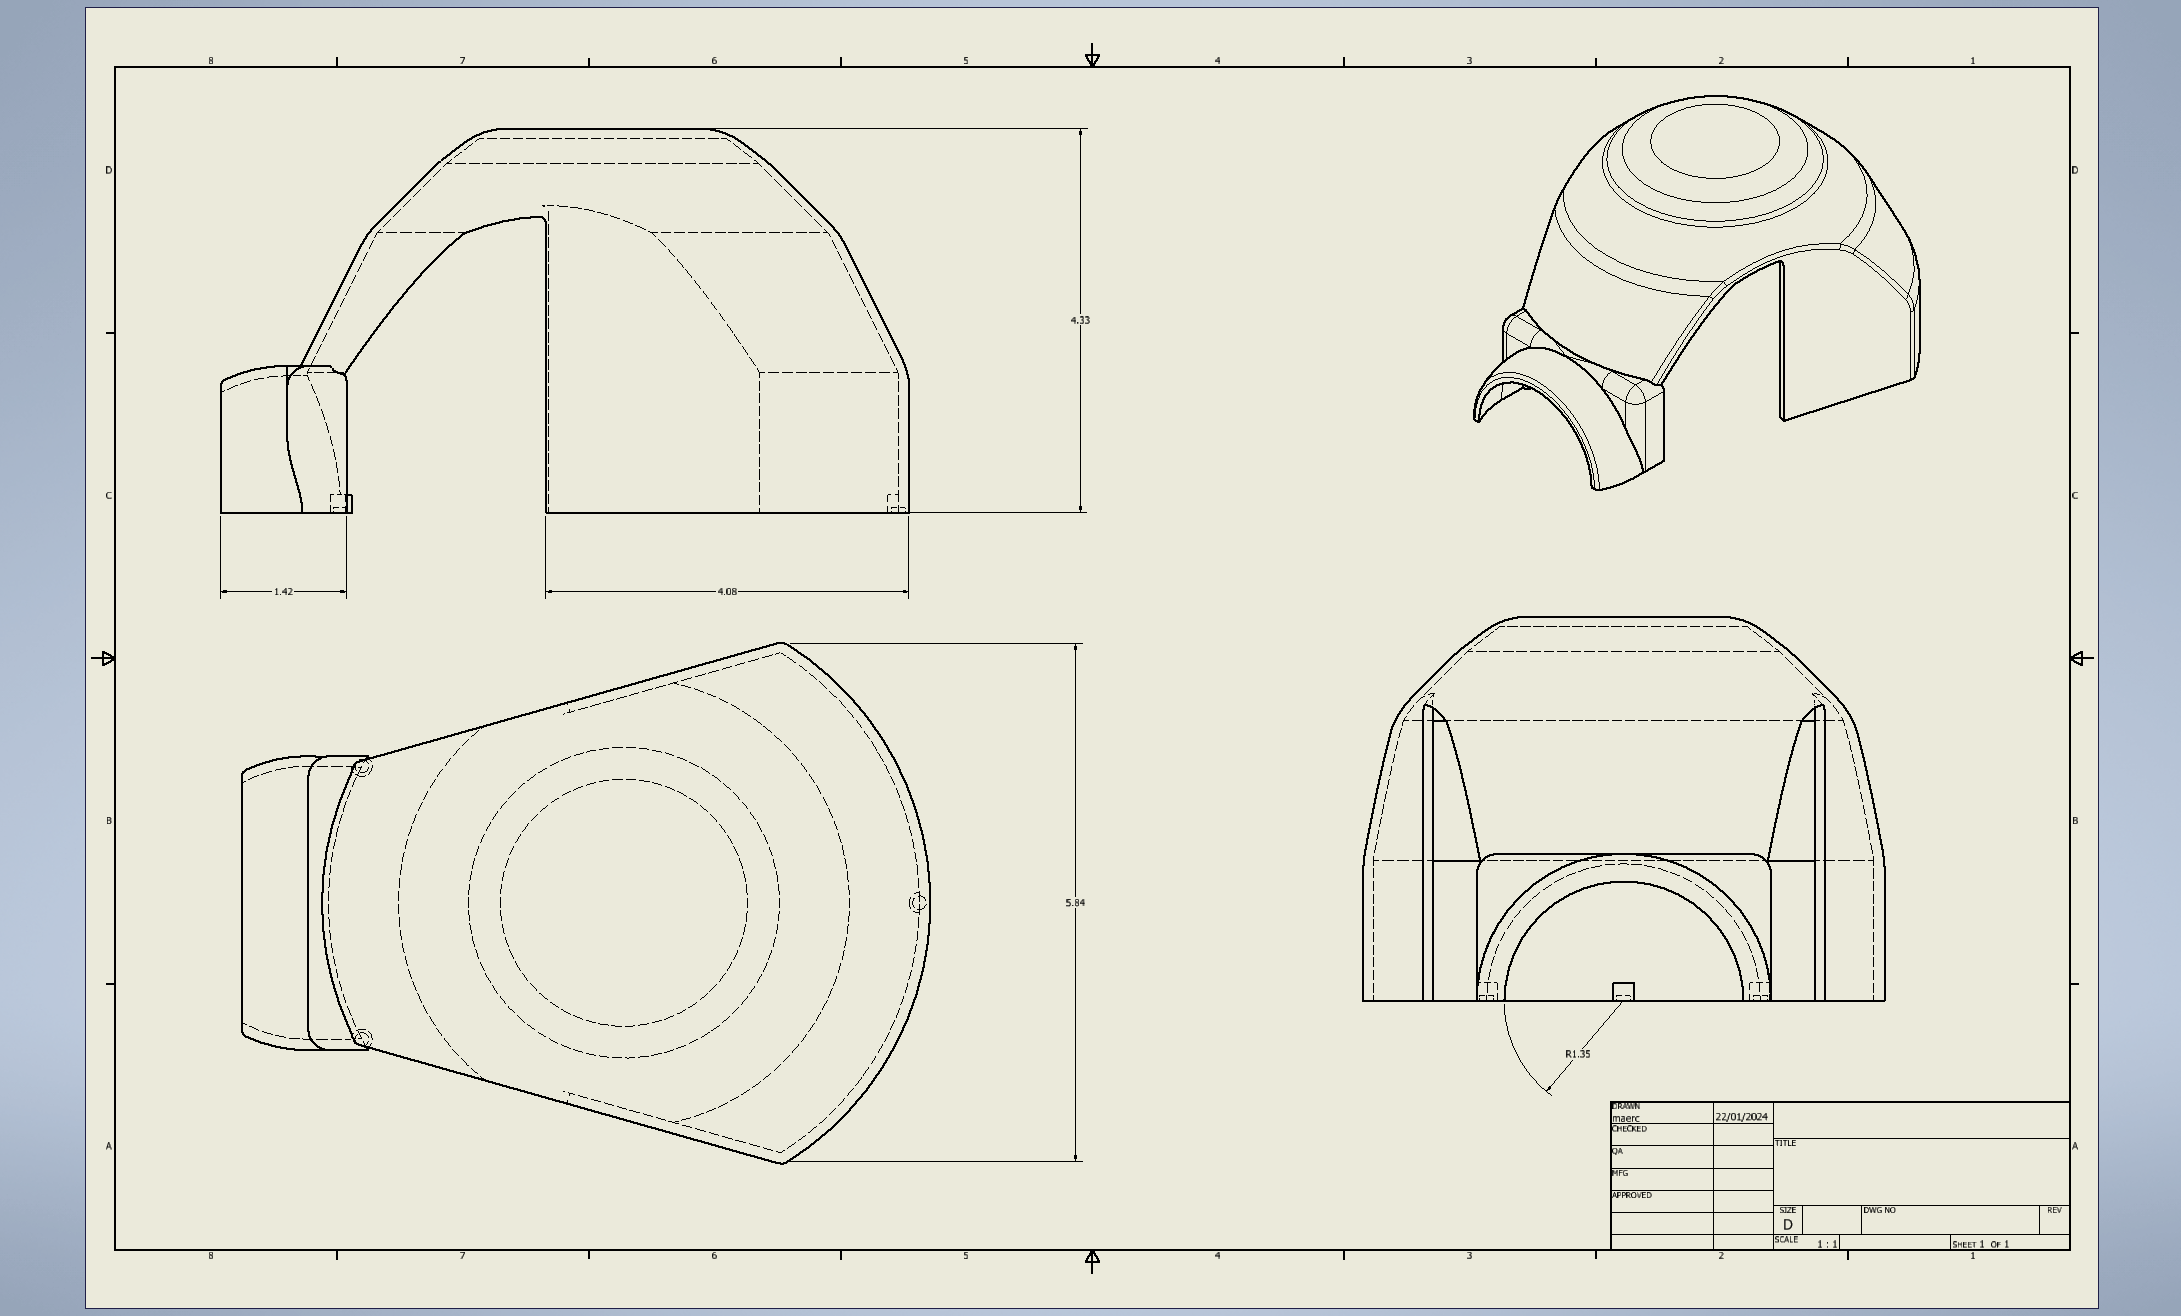 8 7 6 5 4 3 2 1
D D
4.33
C C
1.42 4.08
B 5.84 B
R1.35
DRAWN
maerc 22/01/2024
CHECKED
TITLE
A A
QA
MFG
APPROVED
SIZE DWG NO REV
D
SCALE 1 : 1 SHEET 1 OF 1
8 7 6 5 4 3 2 1